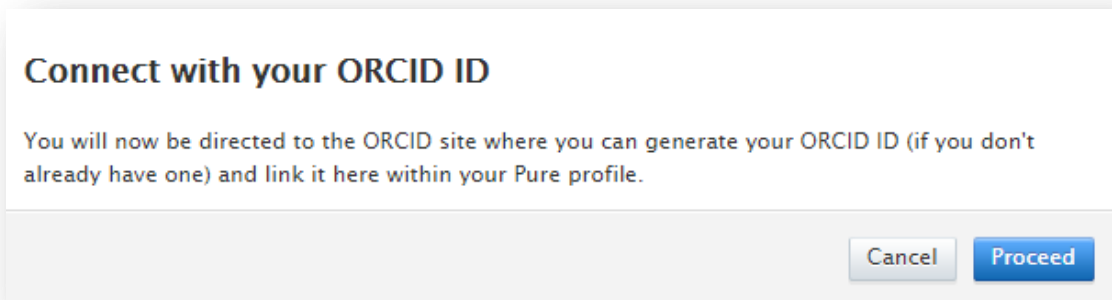 Connect with your ORCID ID
You will now be directed to the ORCID site where you can generate your ORCID ID (if you don't
already have one) and link it here within your Pure profile.
Cancel Proceed